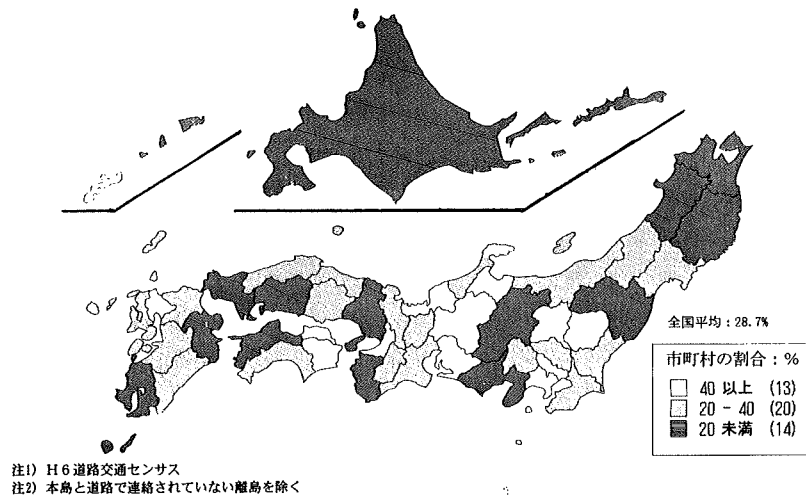 全国平均：28.7%
市町村の割合：%
40 以上 (13)
20 － 40 (20)
20 未満 (14)
注1) Ｈ６道路交通センサス
注2) 本島と道路で連絡されていない離島を除く